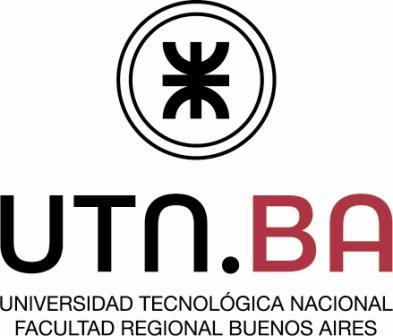 UTN.BA
UNIVERSIDAD TECNOLÓGICA NACIONAL
FACULTAD REGIONAL BUENOS AIRES